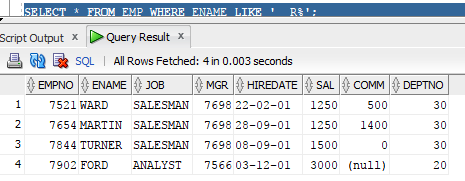 SELECT * FROM EMP WHERE ENAME LIKE '__R%';
Script Output × Query Result ×
SQL | All Rows Fetched: 4 in 0.003 seconds
EMPNO ENAME JOB MGR HIREDATE SAL COMM DEPTNO
1 7521 WARD SALESMAN 7698 22-02-01 1250 500 30
2 7654 MARTIN SALESMAN 7698 28-09-01 1250 1400 30
3 7844 TURNER SALESMAN 7698 08-09-01 1500 0 30
4 7902 FORD ANALYST 7566 03-12-01 3000 (null) 20